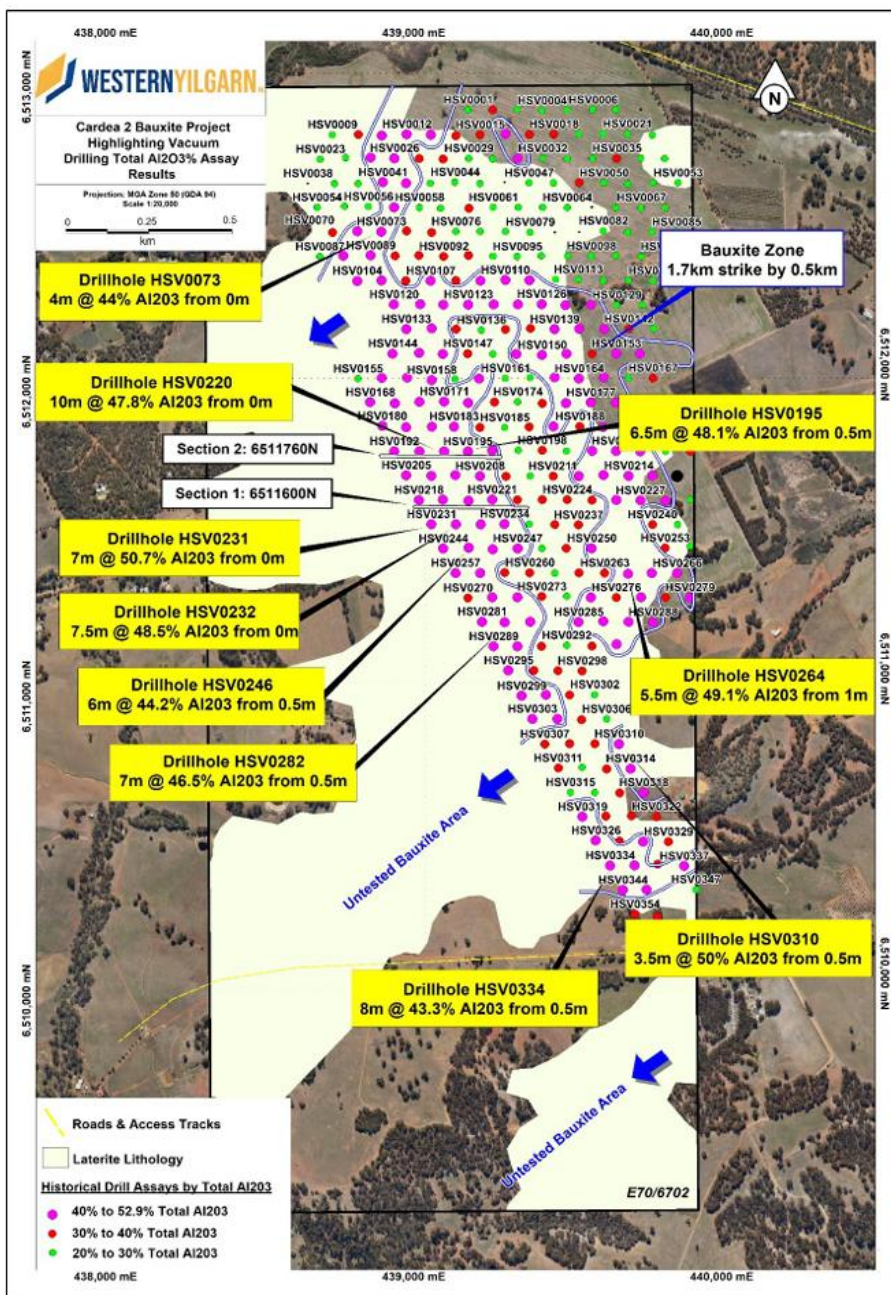 438,000 mE
439,000 mE
440,000 mE
6,513,000 mN
6,512,000 mN
6,511,000 mN
6,510,000 mN
WESTERNYILGARN
Cardea 2 Bauxite Project
Highlighting Vacuum
Drilling Total Al2O3% Assay
Results
Projection: MGA Zone 50 (GDA 94)
Scale 1:20,000
0 0.25 0.5
km
N
HSV0001 HSV0004 HSV0006
HSV0009 HSV0012 HSV0015 HSV0018 HSV0021
HSV0023 HSV0026 HSV0029 HSV0032 HSV0035
HSV0038 HSV0041 HSV0044 HSV0047 HSV0050 HSV0053
HSV0054 HSV0056 HSV0058 HSV0061 HSV0064
HSV0070 HSV0073 HSV0076 HSV0079 HSV0082 HSV0085
HSV0087 HSV0089 HSV0092 HSV0095 HSV0098
HSV0104 HSV0107 HSV0110 HSV0113
HSV0120 HSV0123 HSV0126 HSV0129
HSV0133 HSV0136 HSV0139 HSV0142
HSV0144 HSV0147 HSV0150 HSV0153
HSV0155 HSV0158 HSV0161 HSV0164 HSV0167
HSV0168 HSV0171 HSV0174 HSV0177
HSV0180 HSV0183 HSV0185 HSV0188
HSV0192 HSV0195 HSV0198
HSV0205 HSV0208 HSV0211 HSV0214
HSV0218 HSV0221 HSV0224 HSV0227
HSV0231 HSV0234 HSV0237 HSV0240
HSV0244 HSV0247 HSV0250 HSV0253
HSV0257 HSV0260 HSV0263 HSV0266
HSV0270 HSV0273 HSV0276 HSV0279
HSV0281 HSV0285 HSV0288
HSV0289 HSV0292
HSV0295 HSV0298
HSV0299 HSV0302
HSV0303 HSV0306
HSV0307 HSV0310
HSV0311 HSV0314
HSV0315 HSV0318
HSV0319 HSV0322
HSV0326 HSV0329
HSV0334 HSV0337
HSV0344 HSV0347
HSV0354
Bauxite Zone
1.7km strike by 0.5km
Drillhole HSV0073
4m @ 44% Al203 from 0m
Drillhole HSV0220
10m @ 47.8% Al203 from 0m
Drillhole HSV0195
6.5m @ 48.1% Al203 from 0.5m
Section 2: 6511760N
Section 1: 6511600N
Drillhole HSV0231
7m @ 50.7% Al203 from 0m
Drillhole HSV0232
7.5m @ 48.5% Al203 from 0m
Drillhole HSV0246
6m @ 44.2% Al203 from 0.5m
Drillhole HSV0264
5.5m @ 49.1% Al203 from 1m
Drillhole HSV0282
7m @ 46.5% Al203 from 0.5m
Untested Bauxite Area
Drillhole HSV0310
3.5m @ 50% Al203 from 0.5m
Drillhole HSV0334
8m @ 43.3% Al203 from 0.5m
Untested Bauxite Area
E70/6702
Roads & Access Tracks
Laterite Lithology
Historical Drill Assays by Total Al203
40% to 52.9% Total Al203
30% to 40% Total Al203
20% to 30% Total Al203
438,000 mE
439,000 mE
440,000 mE
6,513,000 mN
6,512,000 mN
6,511,000 mN
6,510,000 mN